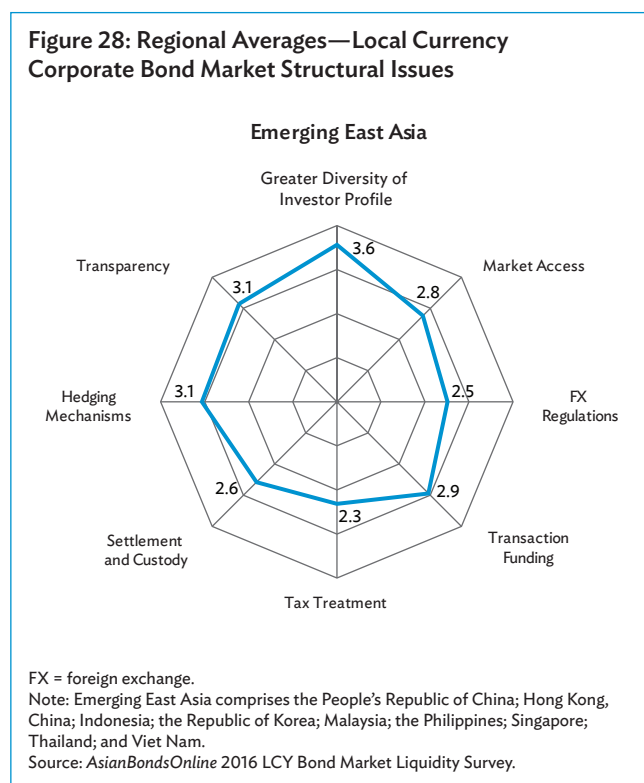 Figure 28: Regional Averages—Local Currency
Corporate Bond Market Structural Issues
Emerging East Asia
Greater Diversity of
Investor Profile
3.6
Market Access
2.8
FX
Regulations
2.5
Transaction
Funding
2.9
Tax Treatment
2.3
Settlement
and Custody
2.6
Hedging
Mechanisms
3.1
Transparency
3.1
FX = foreign exchange.
Note: Emerging East Asia comprises the People’s Republic of China; Hong Kong,
China; Indonesia; the Republic of Korea; Malaysia; the Philippines; Singapore;
Thailand; and Viet Nam.
Source: AsianBondsOnline 2016 LCY Bond Market Liquidity Survey.